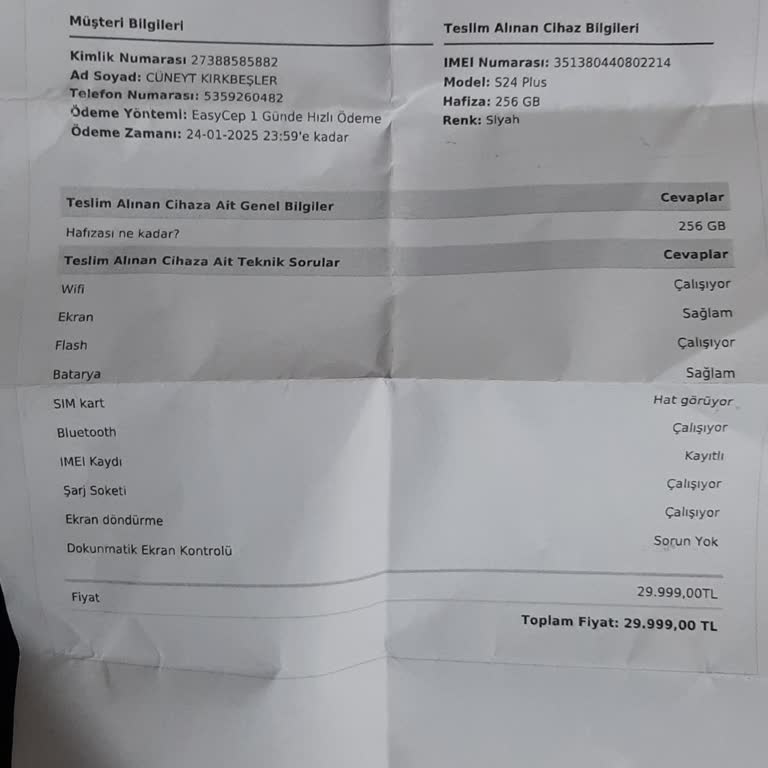 Müşteri Bilgileri
Kimlik Numarası 27388585882
Ad Soyad: CÜNEYT KIRKBEŞLER
Telefon Numarası: 5359260482
Ödeme Yöntemi: EasyCep 1 Günde Hızlı Ödeme
Ödeme Zamanı: 24-01-2025 23:59'e kadar
Teslim Alınan Cihaz Bilgileri
IMEI Numarası: 351380440802214
Model: S24 Plus
Hafıza: 256 GB
Renk: Siyah
Teslim Alınan Cihaza Ait Genel Bilgiler Cevaplar
Hafızası ne kadar? 256 GB
Teslim Alınan Cihaza Ait Teknik Sorular Cevaplar
Wifi Çalışıyor
Ekran Sağlam
Flash Çalışıyor
Batarya Sağlam
SIM kart Hat görüyor
Bluetooth Çalışıyor
IMEI Kaydı Kayıtlı
Şarj Soketi Çalışıyor
Ekran döndürme Çalışıyor
Dokunmatik Ekran Kontrolü Sorun Yok
Fiyat 29.999,00TL
Toplam Fiyat: 29.999,00 TL